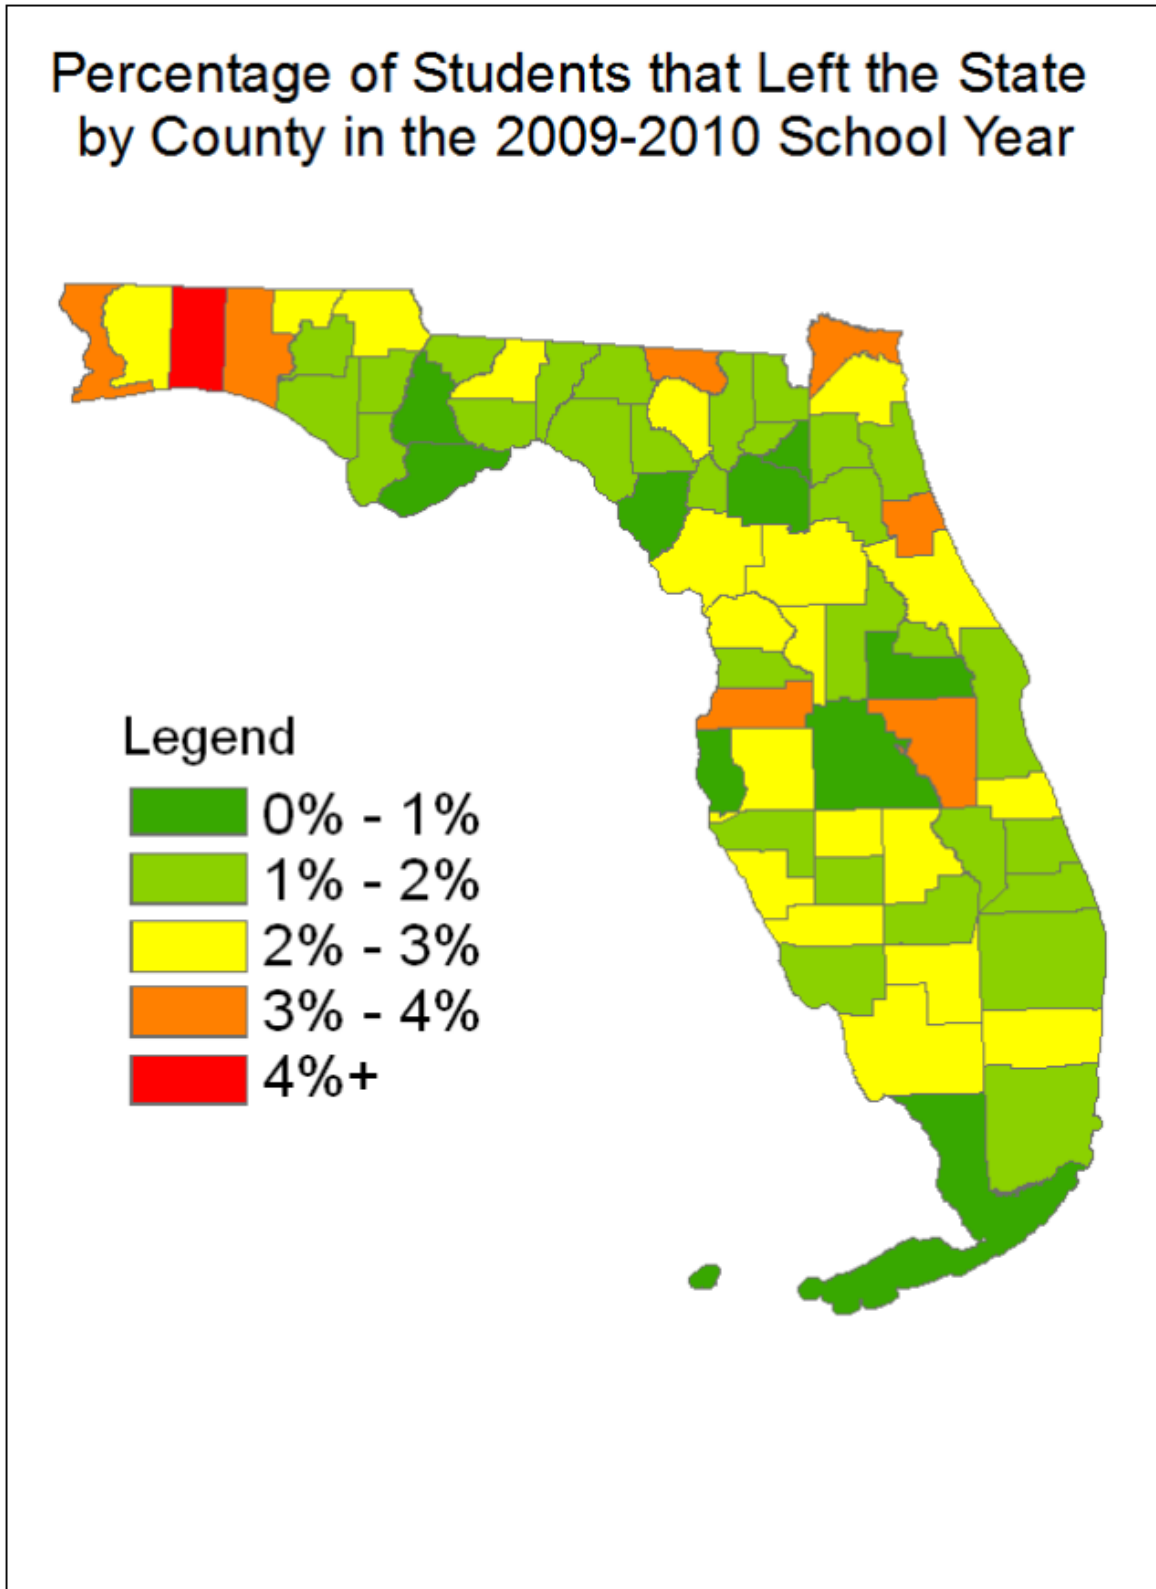 Percentage of Students that Left the State
by County in the 2009-2010 School Year
Legend
0% - 1%
1% - 2%
2% - 3%
3% - 4%
4%+